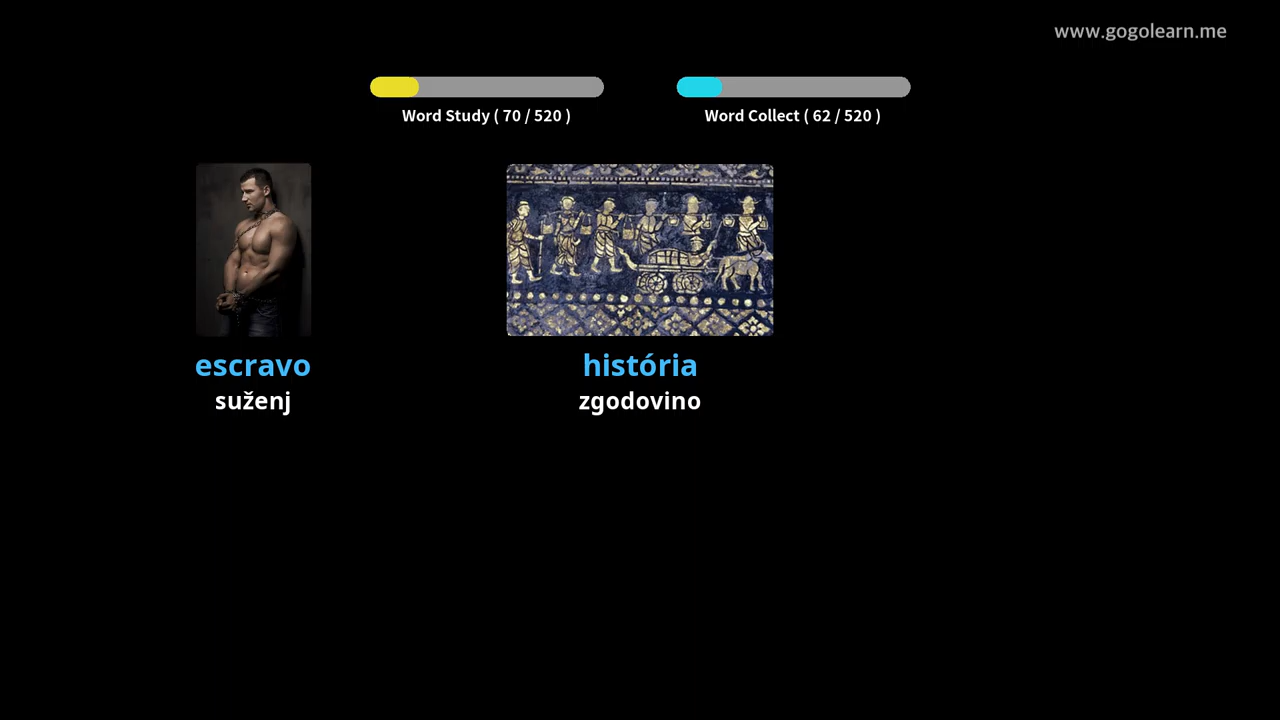 www.gogolearn.me
Word Study ( 70 / 520 )
Word Collect ( 62 / 520 )
escravo
suženj
história
zgodovino